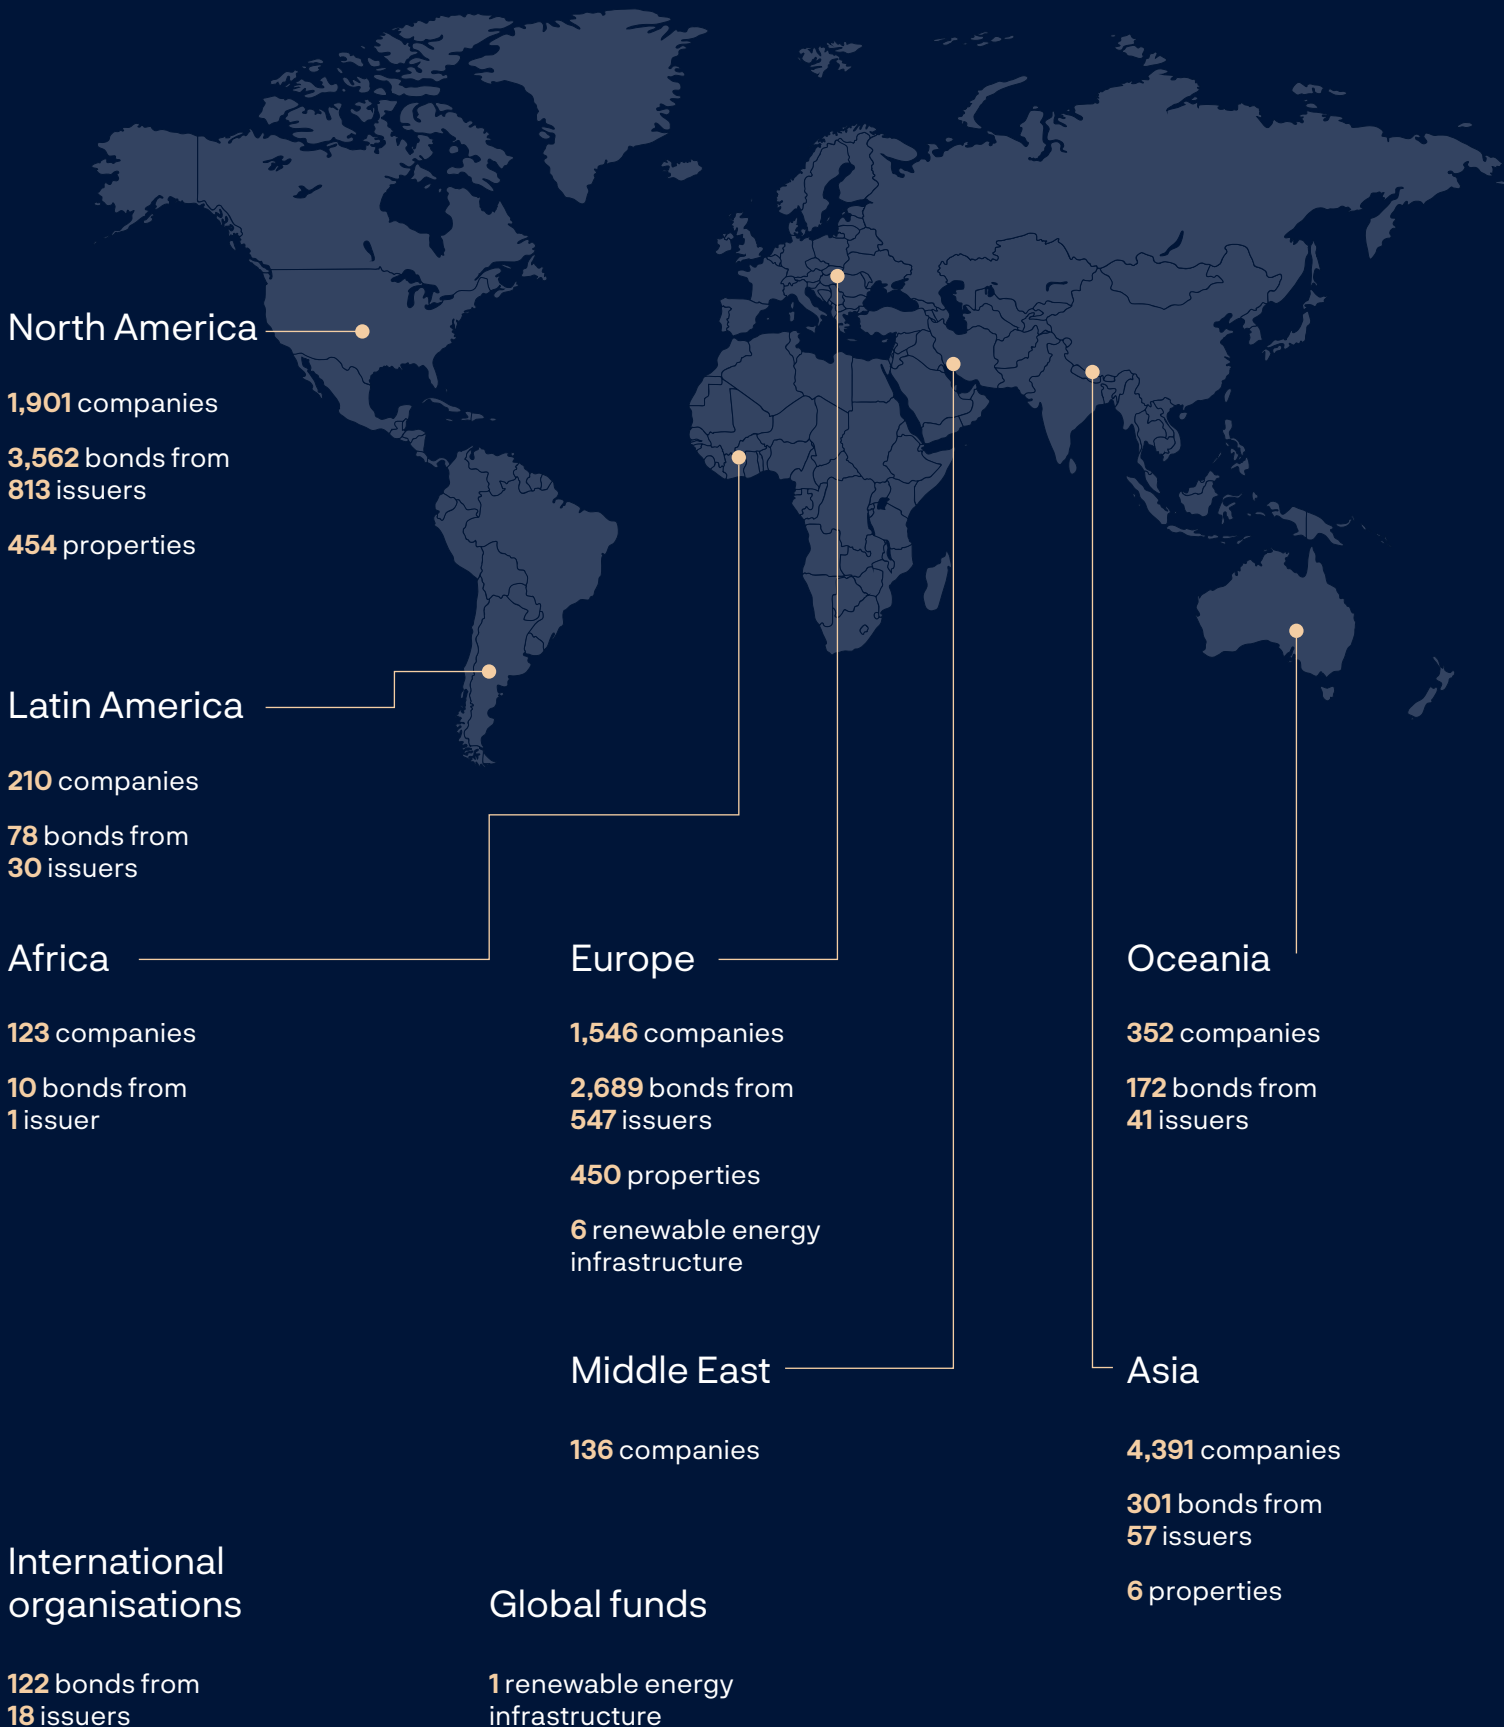 North America
1,901 companies
3,562 bonds from
813 issuers
454 properties
Latin America
210 companies
78 bonds from
30 issuers
Africa
123 companies
10 bonds from
1 issuer
Europe
1,546 companies
2,689 bonds from
547 issuers
450 properties
6 renewable energy
infrastructure
Oceania
352 companies
172 bonds from
41 issuers
Middle East
136 companies
Asia
4,391 companies
301 bonds from
57 issuers
6 properties
International
organisations
122 bonds from
18 issuers
Global funds
1 renewable energy
infrastructure